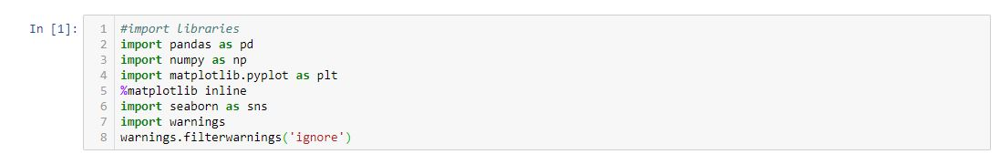 In [1]:
1 #import libraries
2 import pandas as pd
3 import numpy as np
4 import matplotlib.pyplot as plt
5 %matplotlib inline
6 import seaborn as sns
7 import warnings
8 warnings.filterwarnings('ignore')